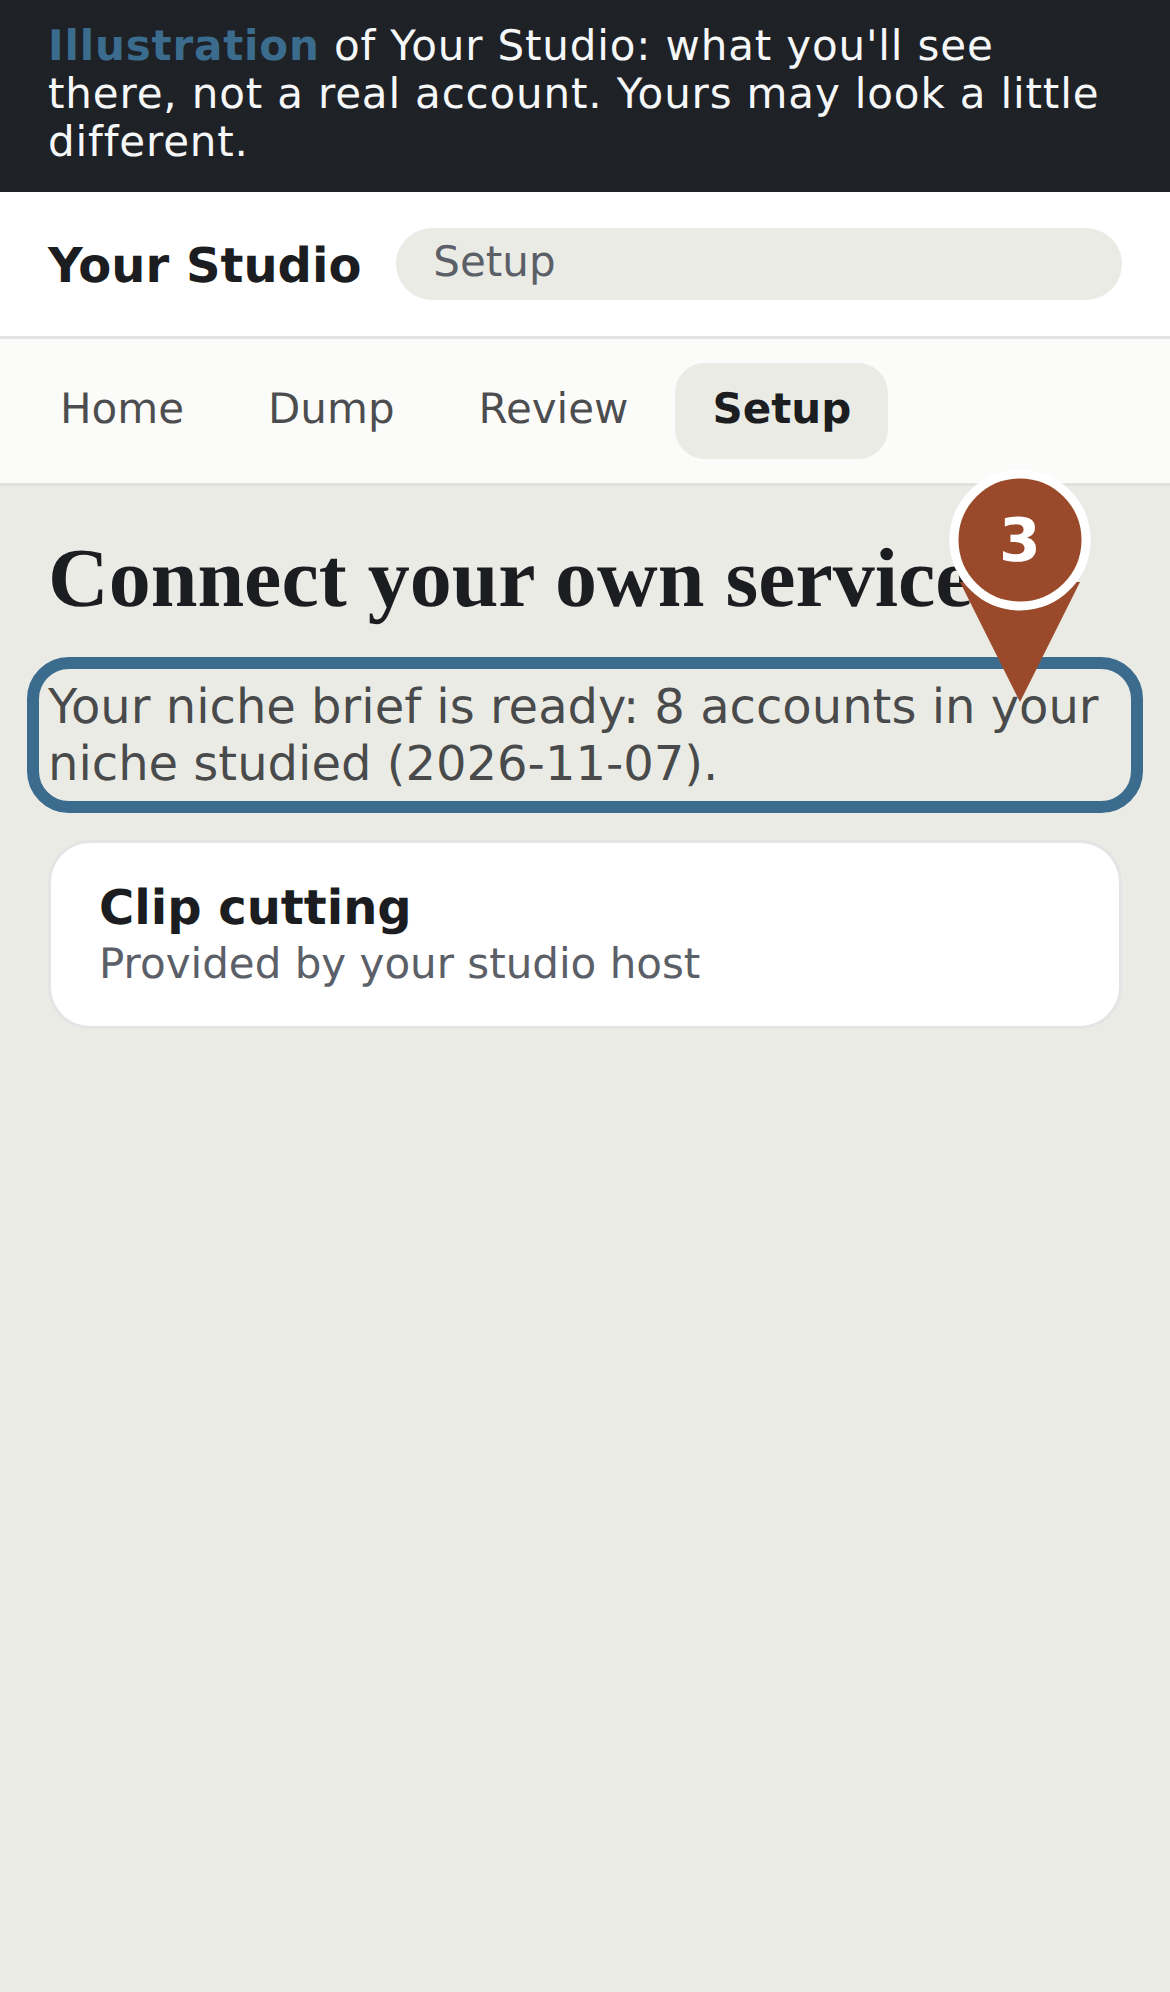 Illustration of Your Studio: what you'll see
there, not a real account. Yours may look a little
different.
Your Studio
Setup
Home
Dump
Review
Setup
3
Connect your own service
Your niche brief is ready: 8 accounts in your
niche studied (2026-11-07).
Clip cutting
Provided by your studio host